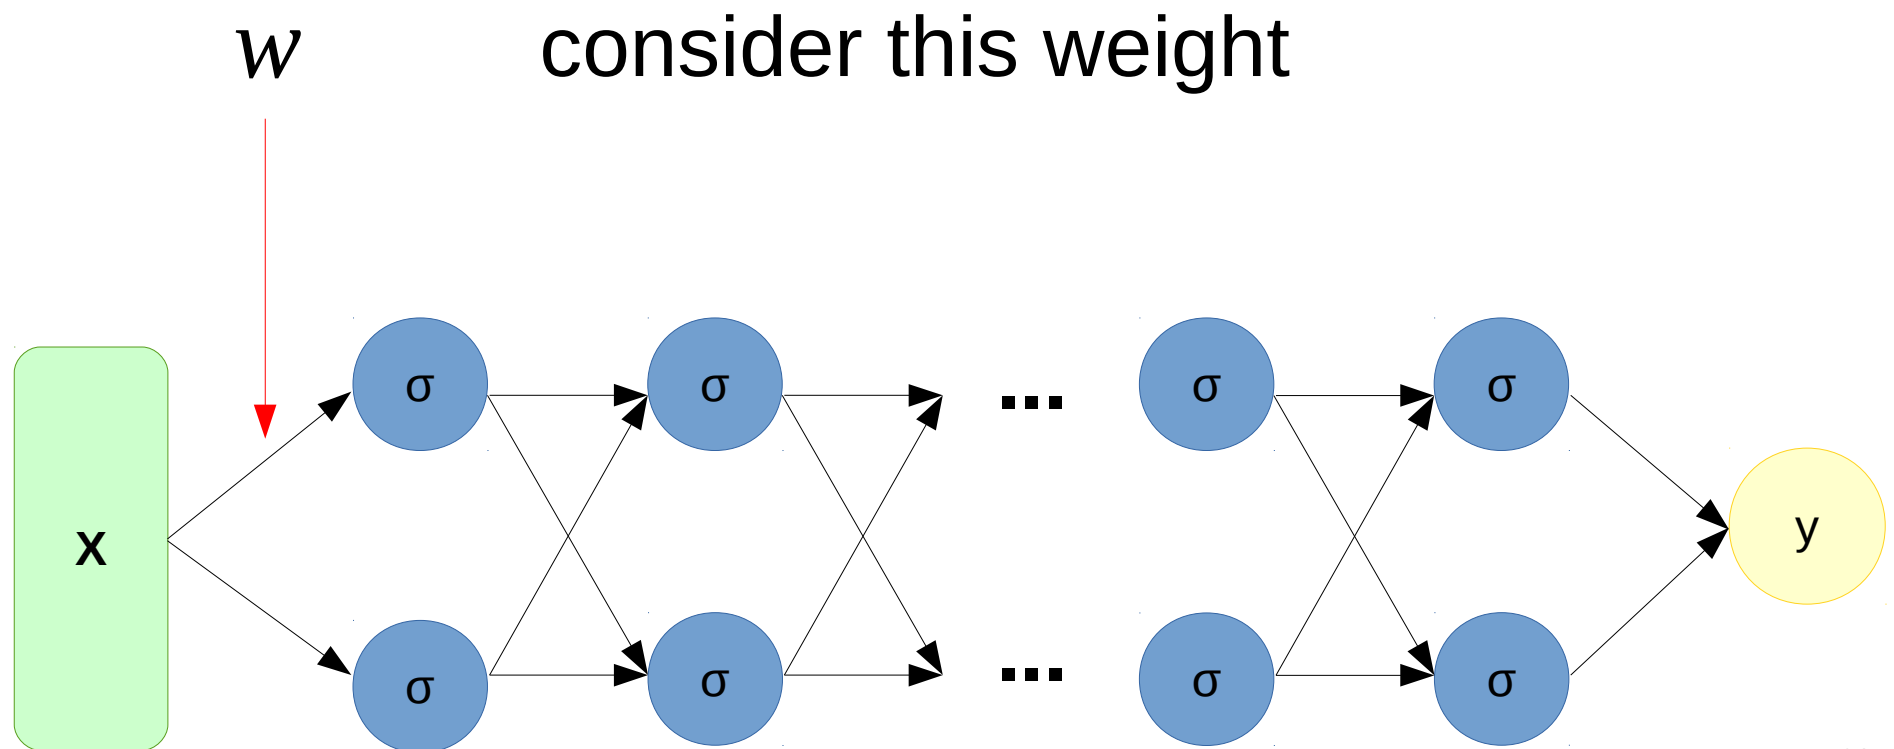 w consider this weight
σ σ ... σ σ
x y
σ σ ... σ σ